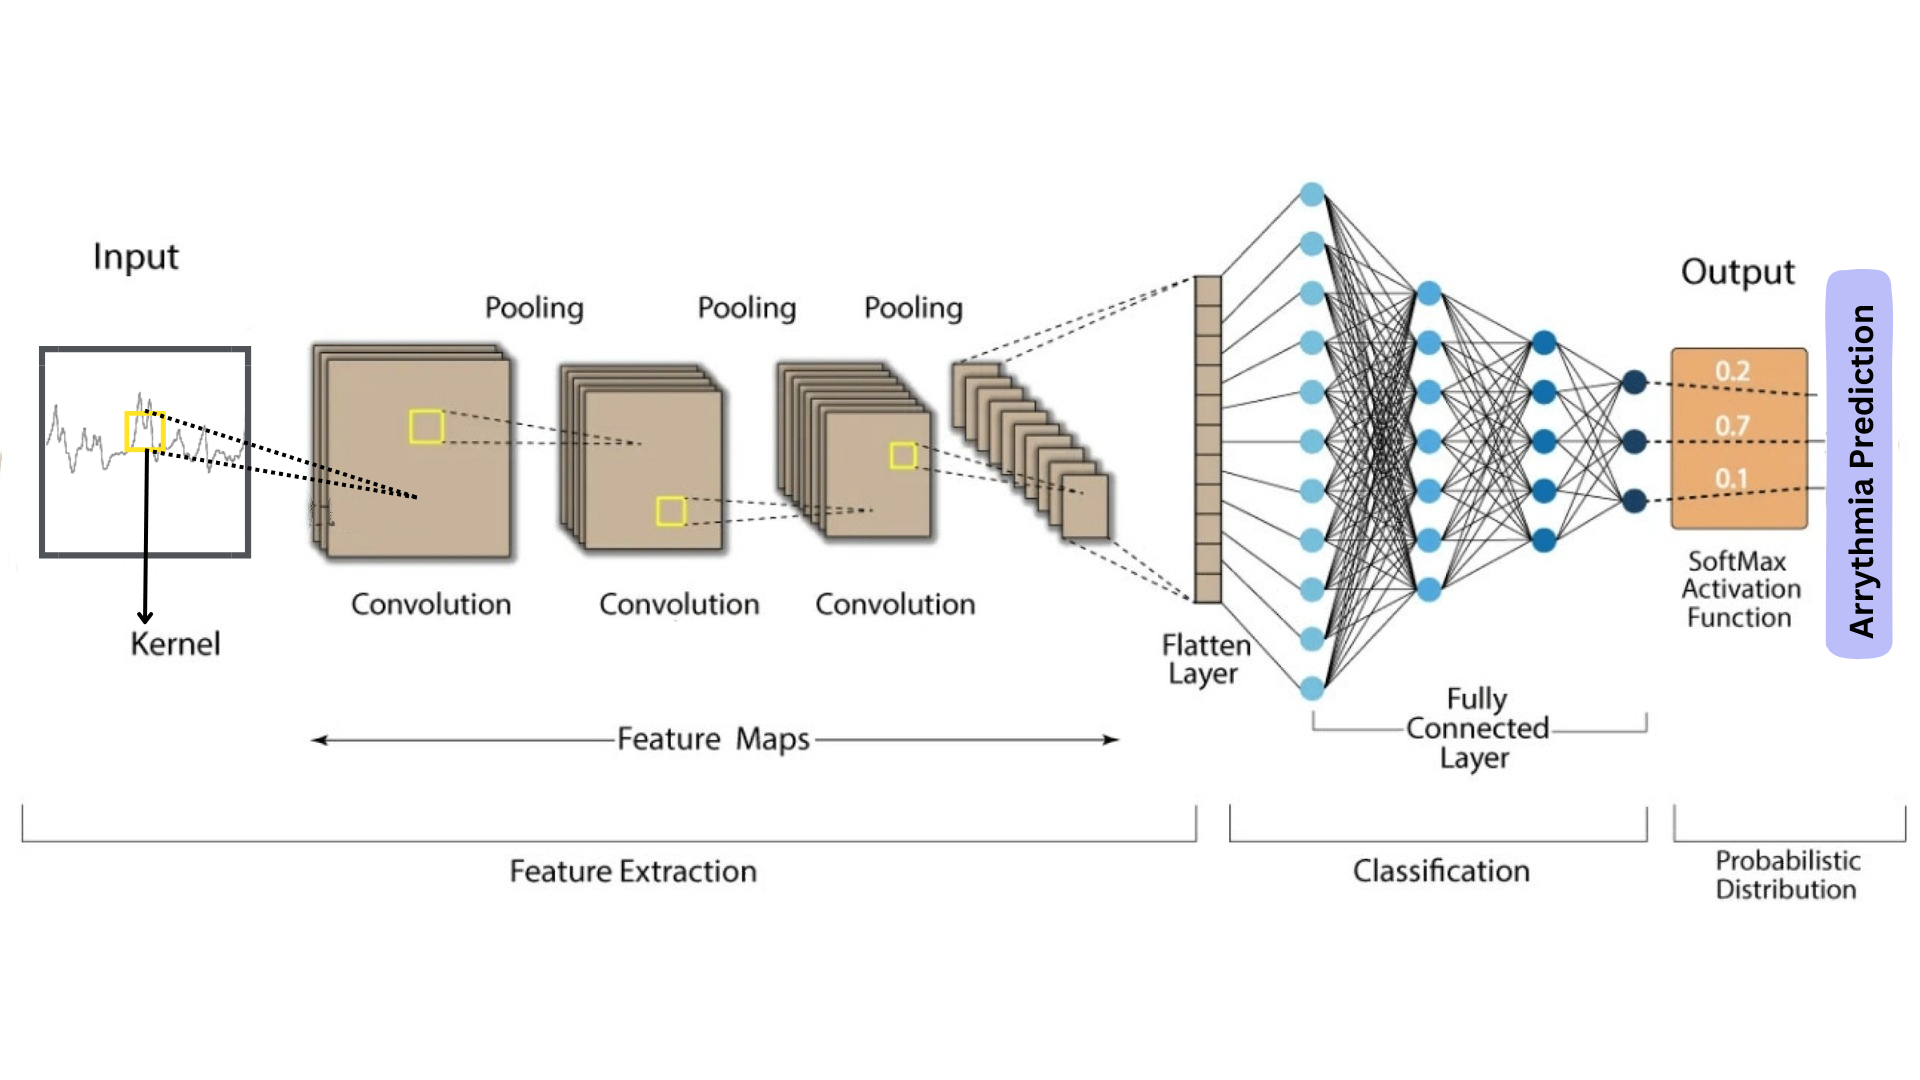 Input
Kernel
Pooling
Pooling
Pooling
Convolution
Convolution
Convolution
Feature Maps
Flatten
Layer
Fully
Connected
Layer
Output
0.2
0.7
0.1
SoftMax
Activation
Function
Arrythmia Prediction
Feature Extraction
Classification
Probabilistic
Distribution